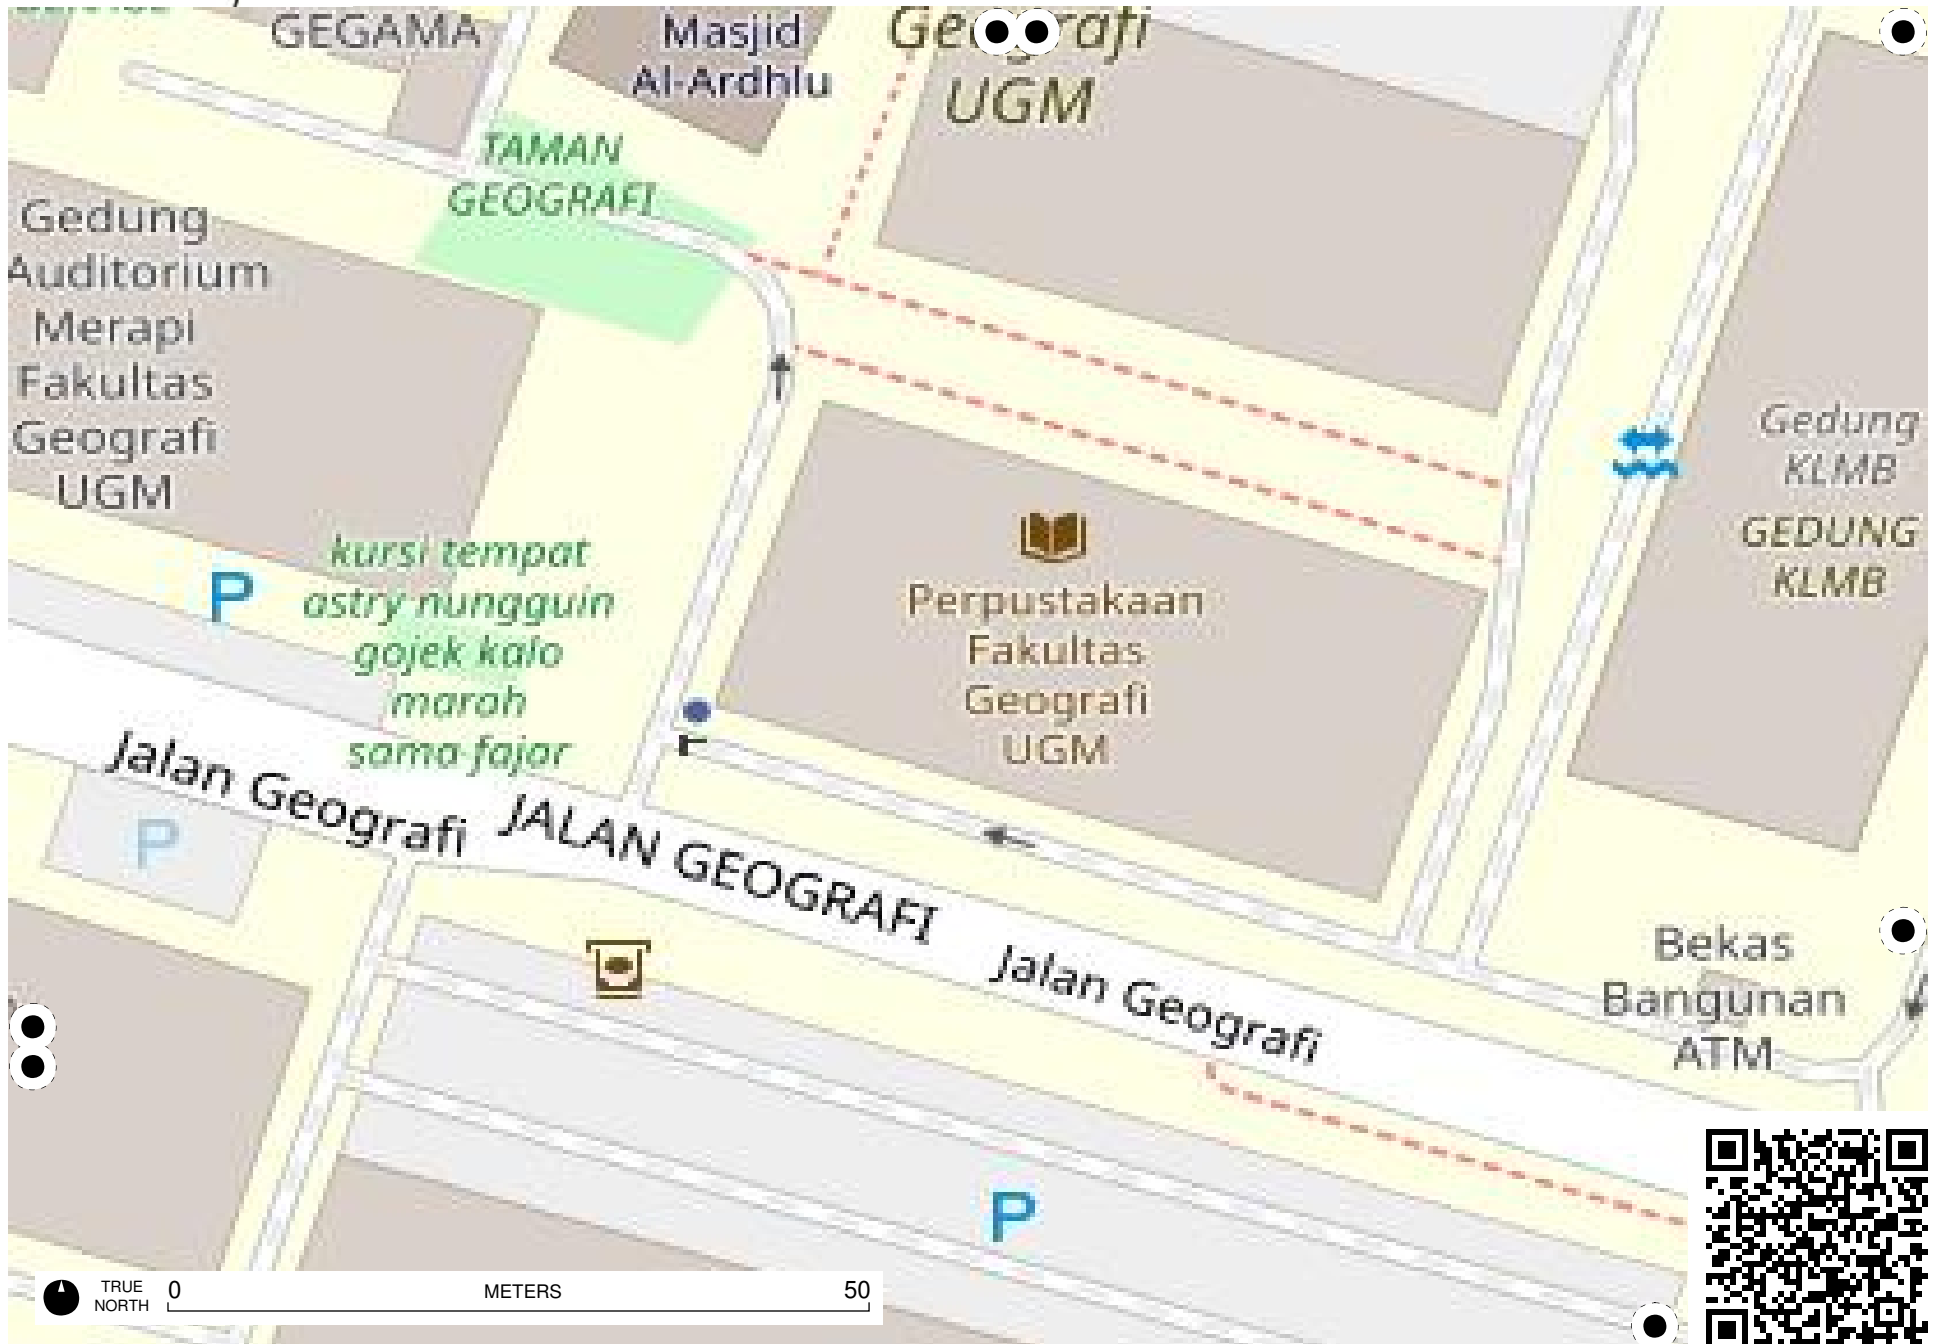 GEGAMA
Masjid
Al-Ardhlu
UGM
TAMAN
GEOGRAFI
Gedung
Auditorium
Merapi
Fakultas
Geografi
UGM
Gedung
KLMB
GEDUNG
KLMB
kursi tempat
astry nungguin
gojek kalo
marah
sama fajar
P
Perpustakaan
Fakultas
Geografi
UGM
Jalan Geografi
JALAN GEOGRAFI
Jalan Geografi
P
Bekas
Bangunan
ATM
P
TRUE
NORTH
0
METERS
50